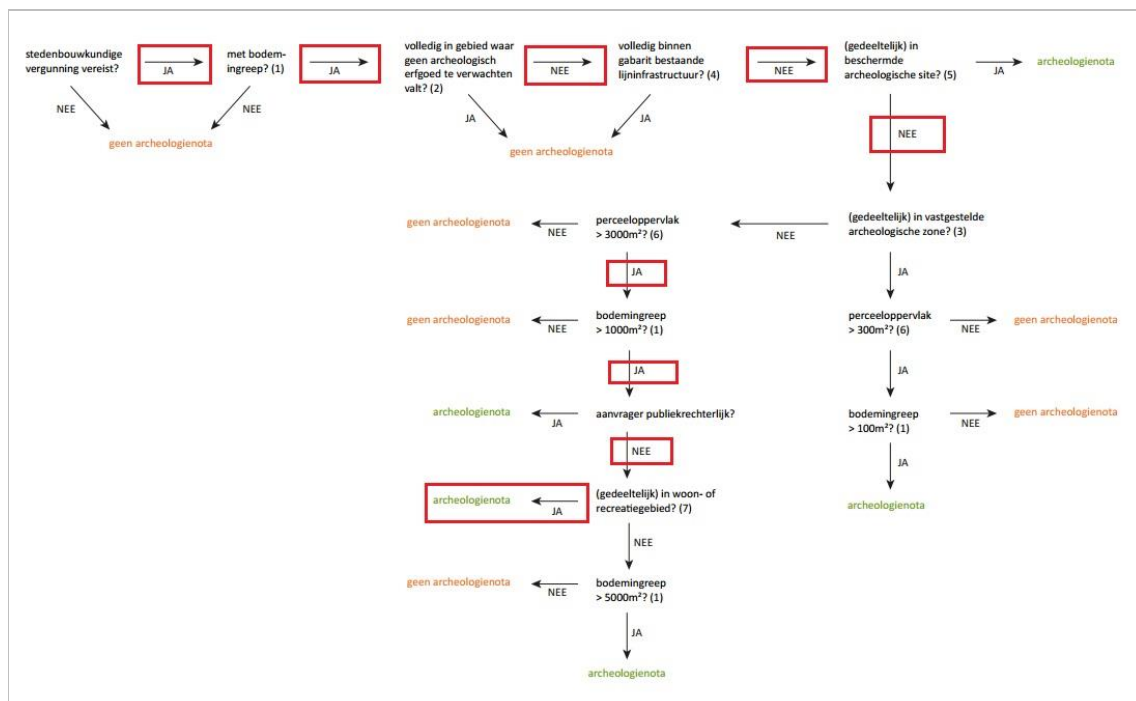 stedenbouwkundige
vergunning vereist?
JA
met bodem-
ingreep? (1)
JA
volledig in gebied waar
geen archeologisch
erfgoed te verwachten
valt? (2)
NEE
volledig binnen
gabarit bestaande
lijninfrastructuur? (4)
NEE
(gedeeltelijk) in
beschermde
archeologische site? (5)
JA
archeologienota
NEE
NEE
geen archeologienota
JA
JA
geen archeologienota
NEE
geen archeologienota
NEE
perceeloppervlak
> 3000m²? (6)
NEE
(gedeeltelijk) in vastgestelde
archeologische zone? (3)
JA
JA
geen archeologienota
NEE
bodemingreep
> 1000m²? (1)
perceeloppervlak
> 300m²? (6)
NEE
geen archeologienota
JA
JA
archeologienota
JA
aanvrager publiekrechterlijk?
bodemingreep
> 100m²? (1)
NEE
geen archeologienota
NEE
JA
archeologienota
JA
(gedeeltelijk) in woon- of
recreatiegebied? (7)
archeologienota
NEE
geen archeologienota
NEE
bodemingreep
> 5000m²? (1)
JA
archeologienota